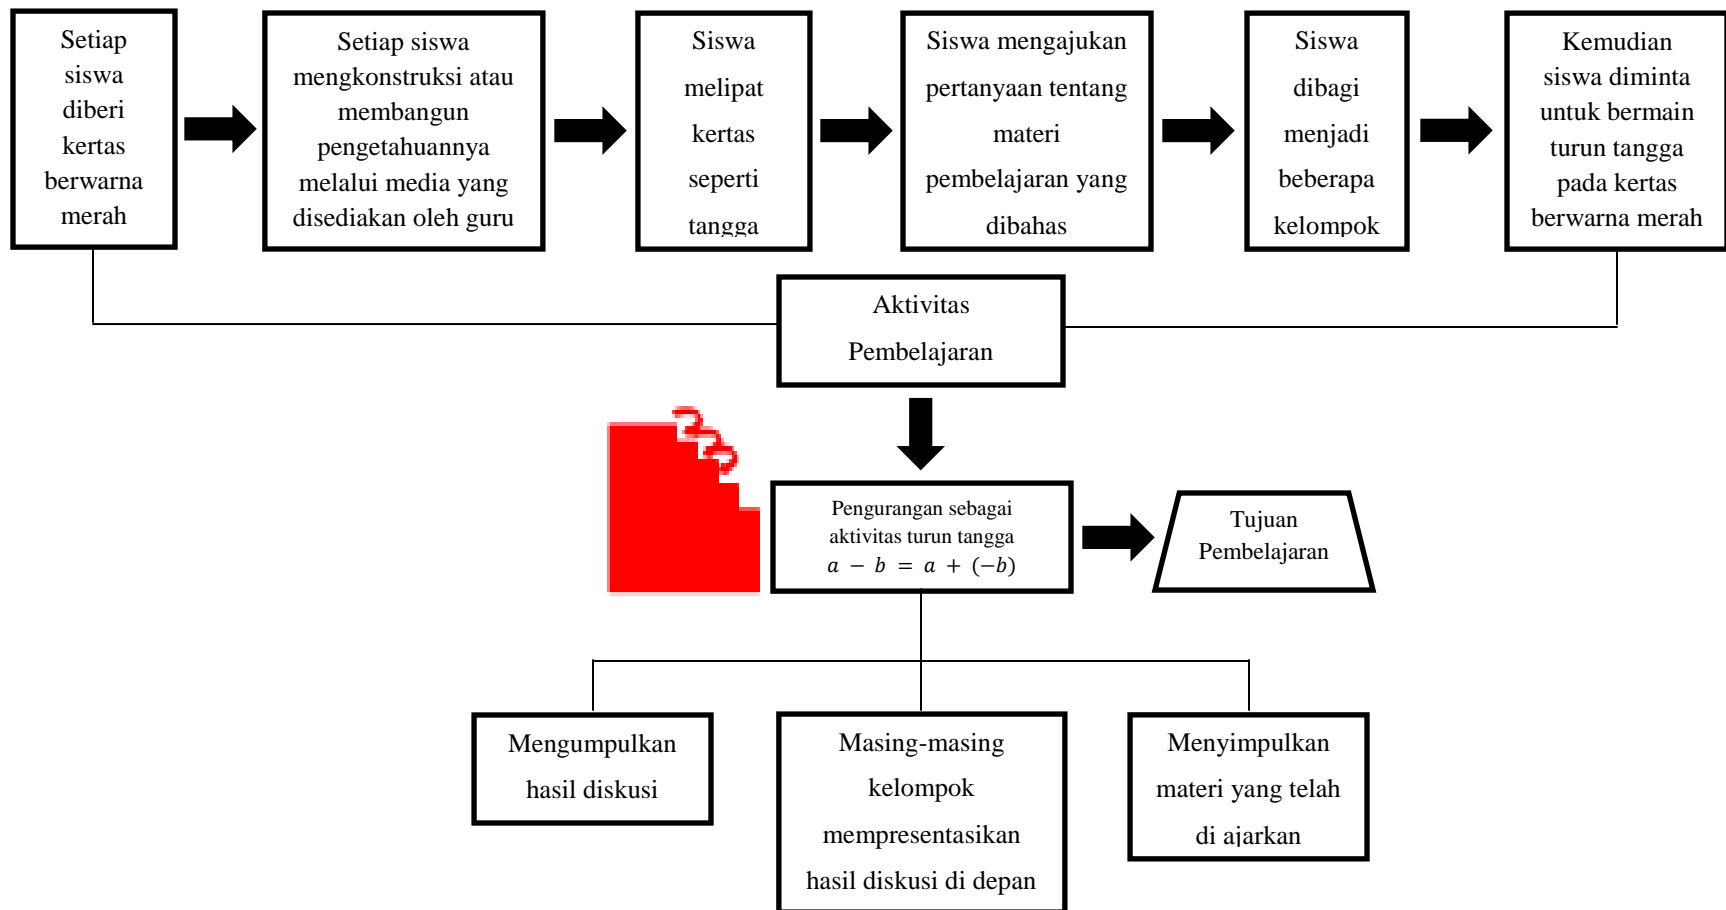 Setiap
siswa
diberi
kertas
berwarna
merah
Setiap siswa
mengkonstruksi atau
membangun
pengetahuannya
melalui media yang
disediakan oleh guru
Siswa
melipat
kertas
seperti
tangga
Siswa mengajukan
pertanyaan tentang
materi
pembelajaran yang
dibahas
Siswa
dibagi
menjadi
beberapa
kelompok
Kemudian
siswa diminta
untuk bermain
turun tangga
pada kertas
berwarna merah
Aktivitas
Pembelajaran
Pengurangan sebagai
aktivitas turun tangga
a − b = a + (−b)
Tujuan
Pembelajaran
Mengumpulkan
hasil diskusi
Masing-masing
kelompok
mempresentasikan
hasil diskusi di depan
Menyimpulkan
materi yang telah
di ajarkan